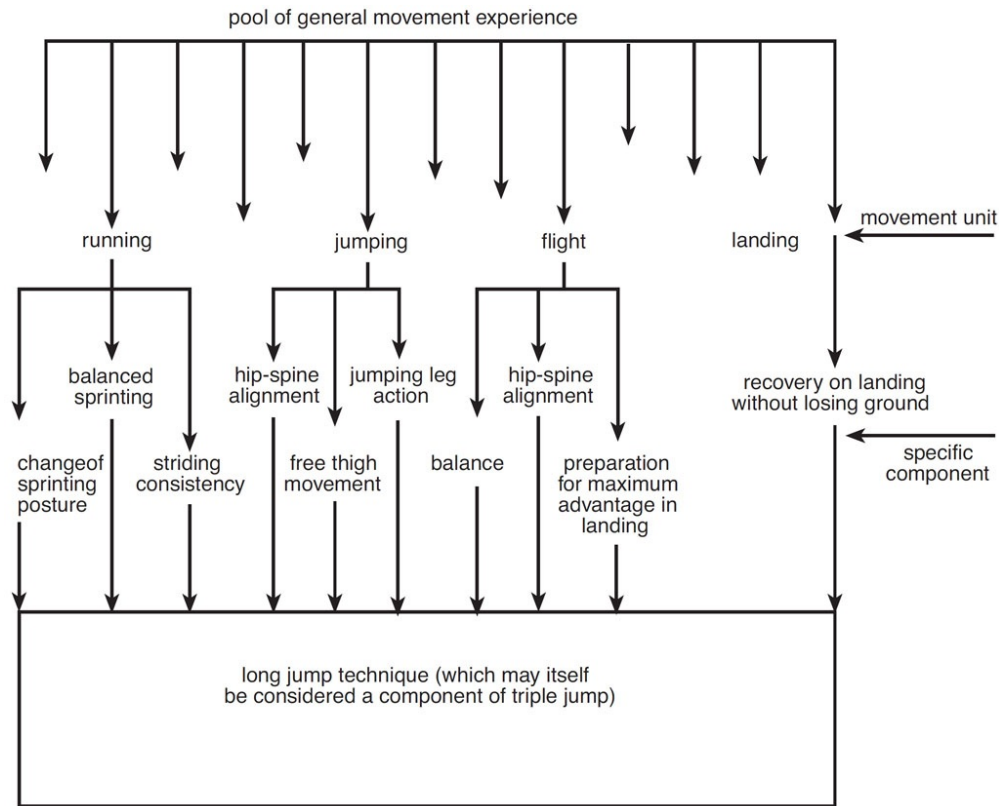 pool of general movement experience
running
jumping
flight
landing
movement unit
balanced
sprinting
hip-spine
alignment
jumping leg
action
hip-spine
alignment
recovery on landing
without losing ground
changeof
sprinting
posture
striding
consistency
free thigh
movement
balance
preparation
for maximum
advantage in
landing
specific
component
long jump technique (which may itself
be considered a component of triple jump)